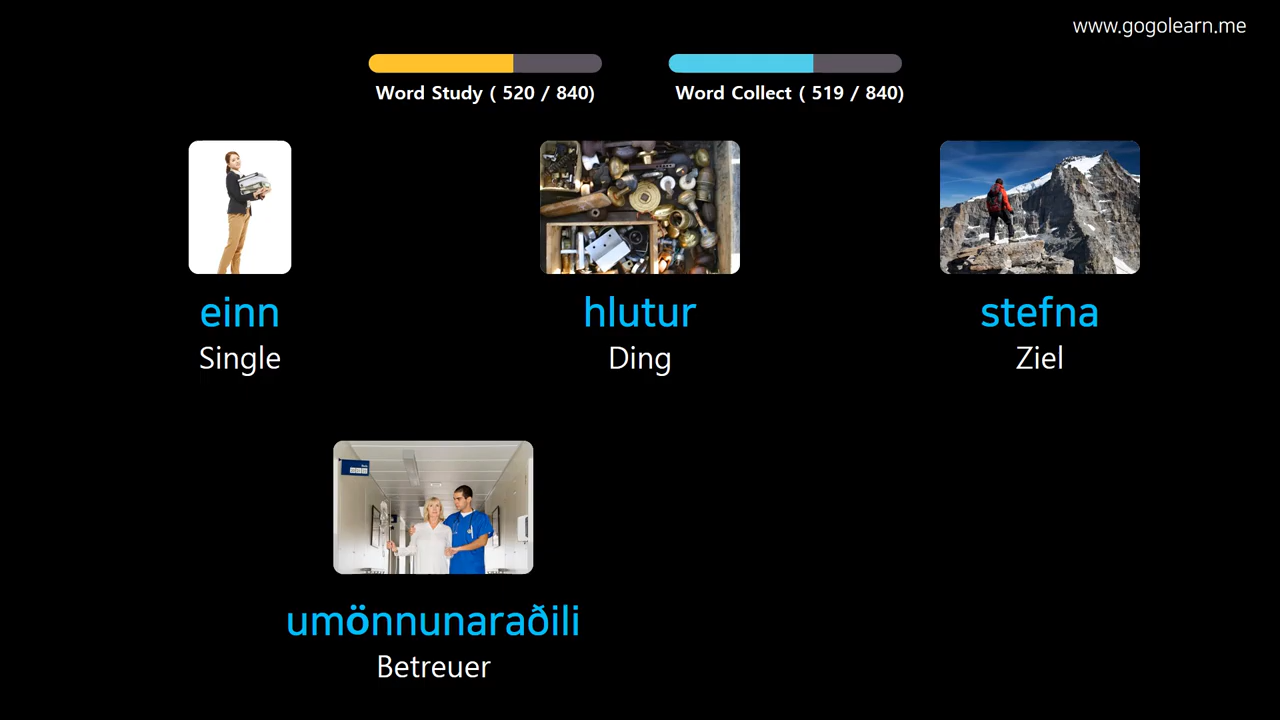 www.gogolearn.me
Word Study ( 520 / 840)
Word Collect ( 519 / 840)
einn
Single
hlutur
Ding
stefna
Ziel
umönnunaraðili
Betreuer